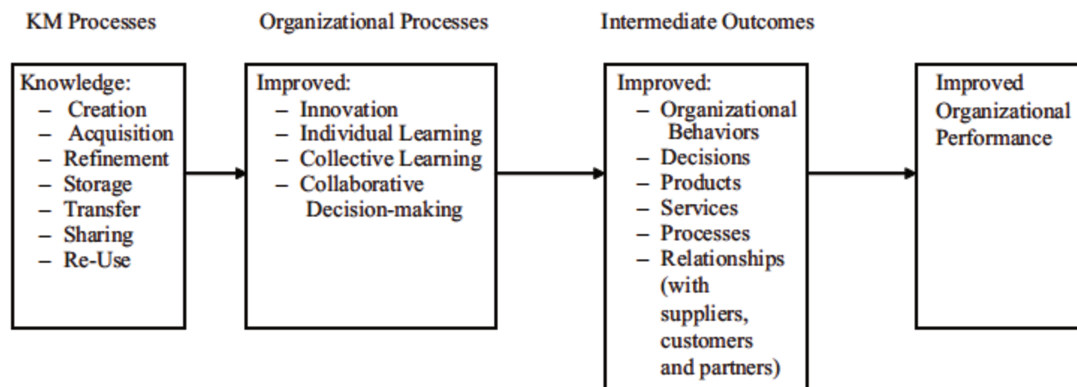 KM Processes
Organizational Processes
Intermediate Outcomes
Knowledge:
– Creation
– Acquisition
– Refinement
– Storage
– Transfer
– Sharing
– Re-Use
Improved:
– Innovation
– Individual Learning
– Collective Learning
– Collaborative
Decision-making
Improved:
– Organizational
Behaviors
– Decisions
– Products
– Services
– Processes
– Relationships
(with
suppliers,
customers
and partners)
Improved
Organizational
Performance